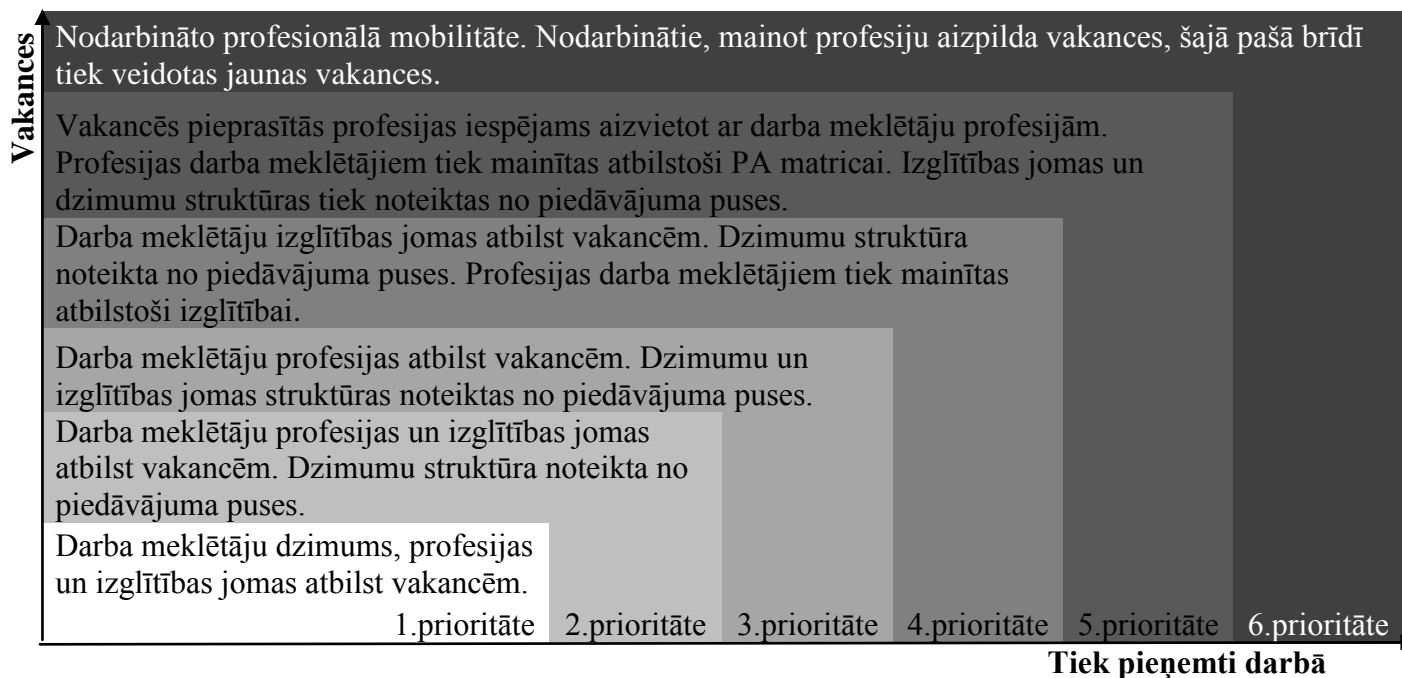 Vakances
Nodarbināto profesionālā mobilitāte. Nodarbinātie, mainot profesiju aizpilda vakances, šajā pašā brīdī
tiek veidotas jaunas vakances.
Vakancēs pieprasītās profesijas iespējams aizvietot ar darba meklētāju profesijām.
Profesijas darba meklētājiem tiek mainītas atbilstoši PA matricai. Izglītības jomas un
dzimumu struktūras tiek noteiktas no piedāvājuma puses.
Darba meklētāju izglītības jomas atbilst vakancēm. Dzimumu struktūra
noteikta no piedāvājuma puses. Profesijas darba meklētājiem tiek mainītas
atbilstoši izglītībai.
Darba meklētāju profesijas atbilst vakancēm. Dzimumu un
izglītības jomas struktūras noteiktas no piedāvājuma puses.
Darba meklētāju profesijas un izglītības jomas
atbilst vakancēm. Dzimumu struktūra noteikta no
piedāvājuma puses.
Darba meklētāju dzimums, profesijas
un izglītības jomas atbilst vakancēm.
1.prioritāte 2.prioritāte 3.prioritāte 4.prioritāte 5.prioritāte 6.prioritāte
Tiek pieņemti darbā